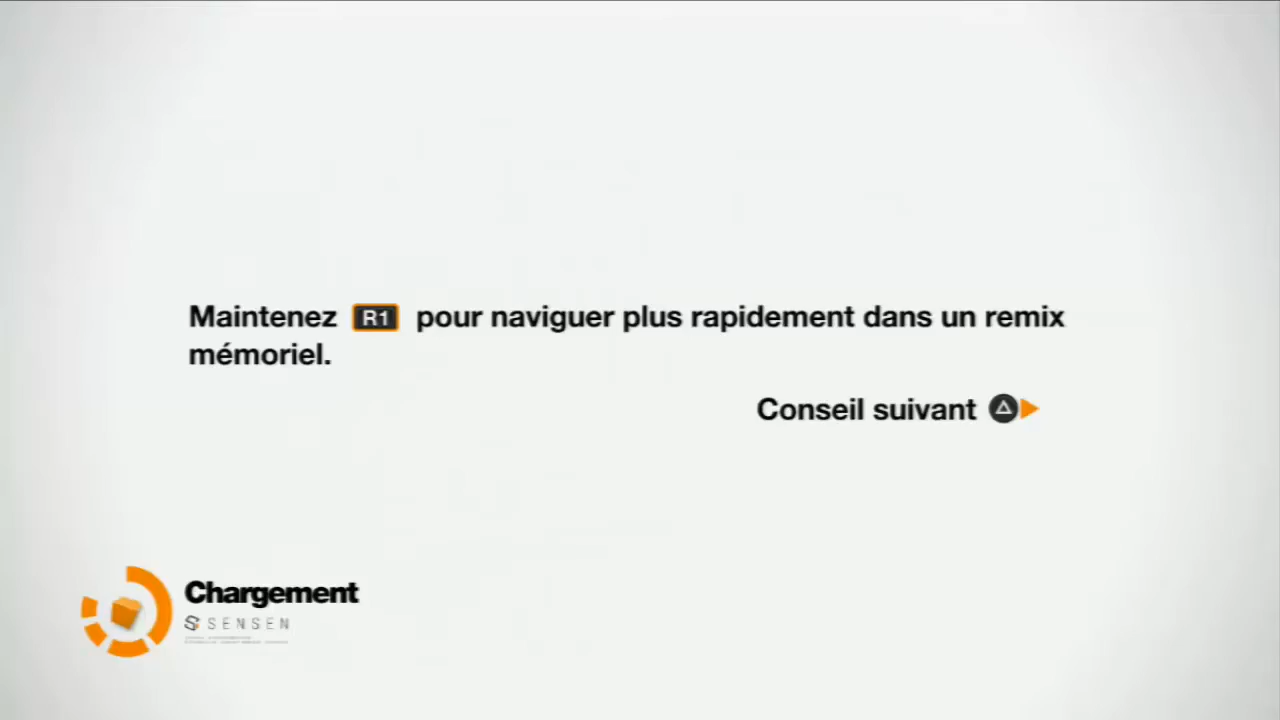 Maintenez R1 pour naviguer plus rapidement dans un remix
mémoriel.
Conseil suivant
Chargement
SENSEN